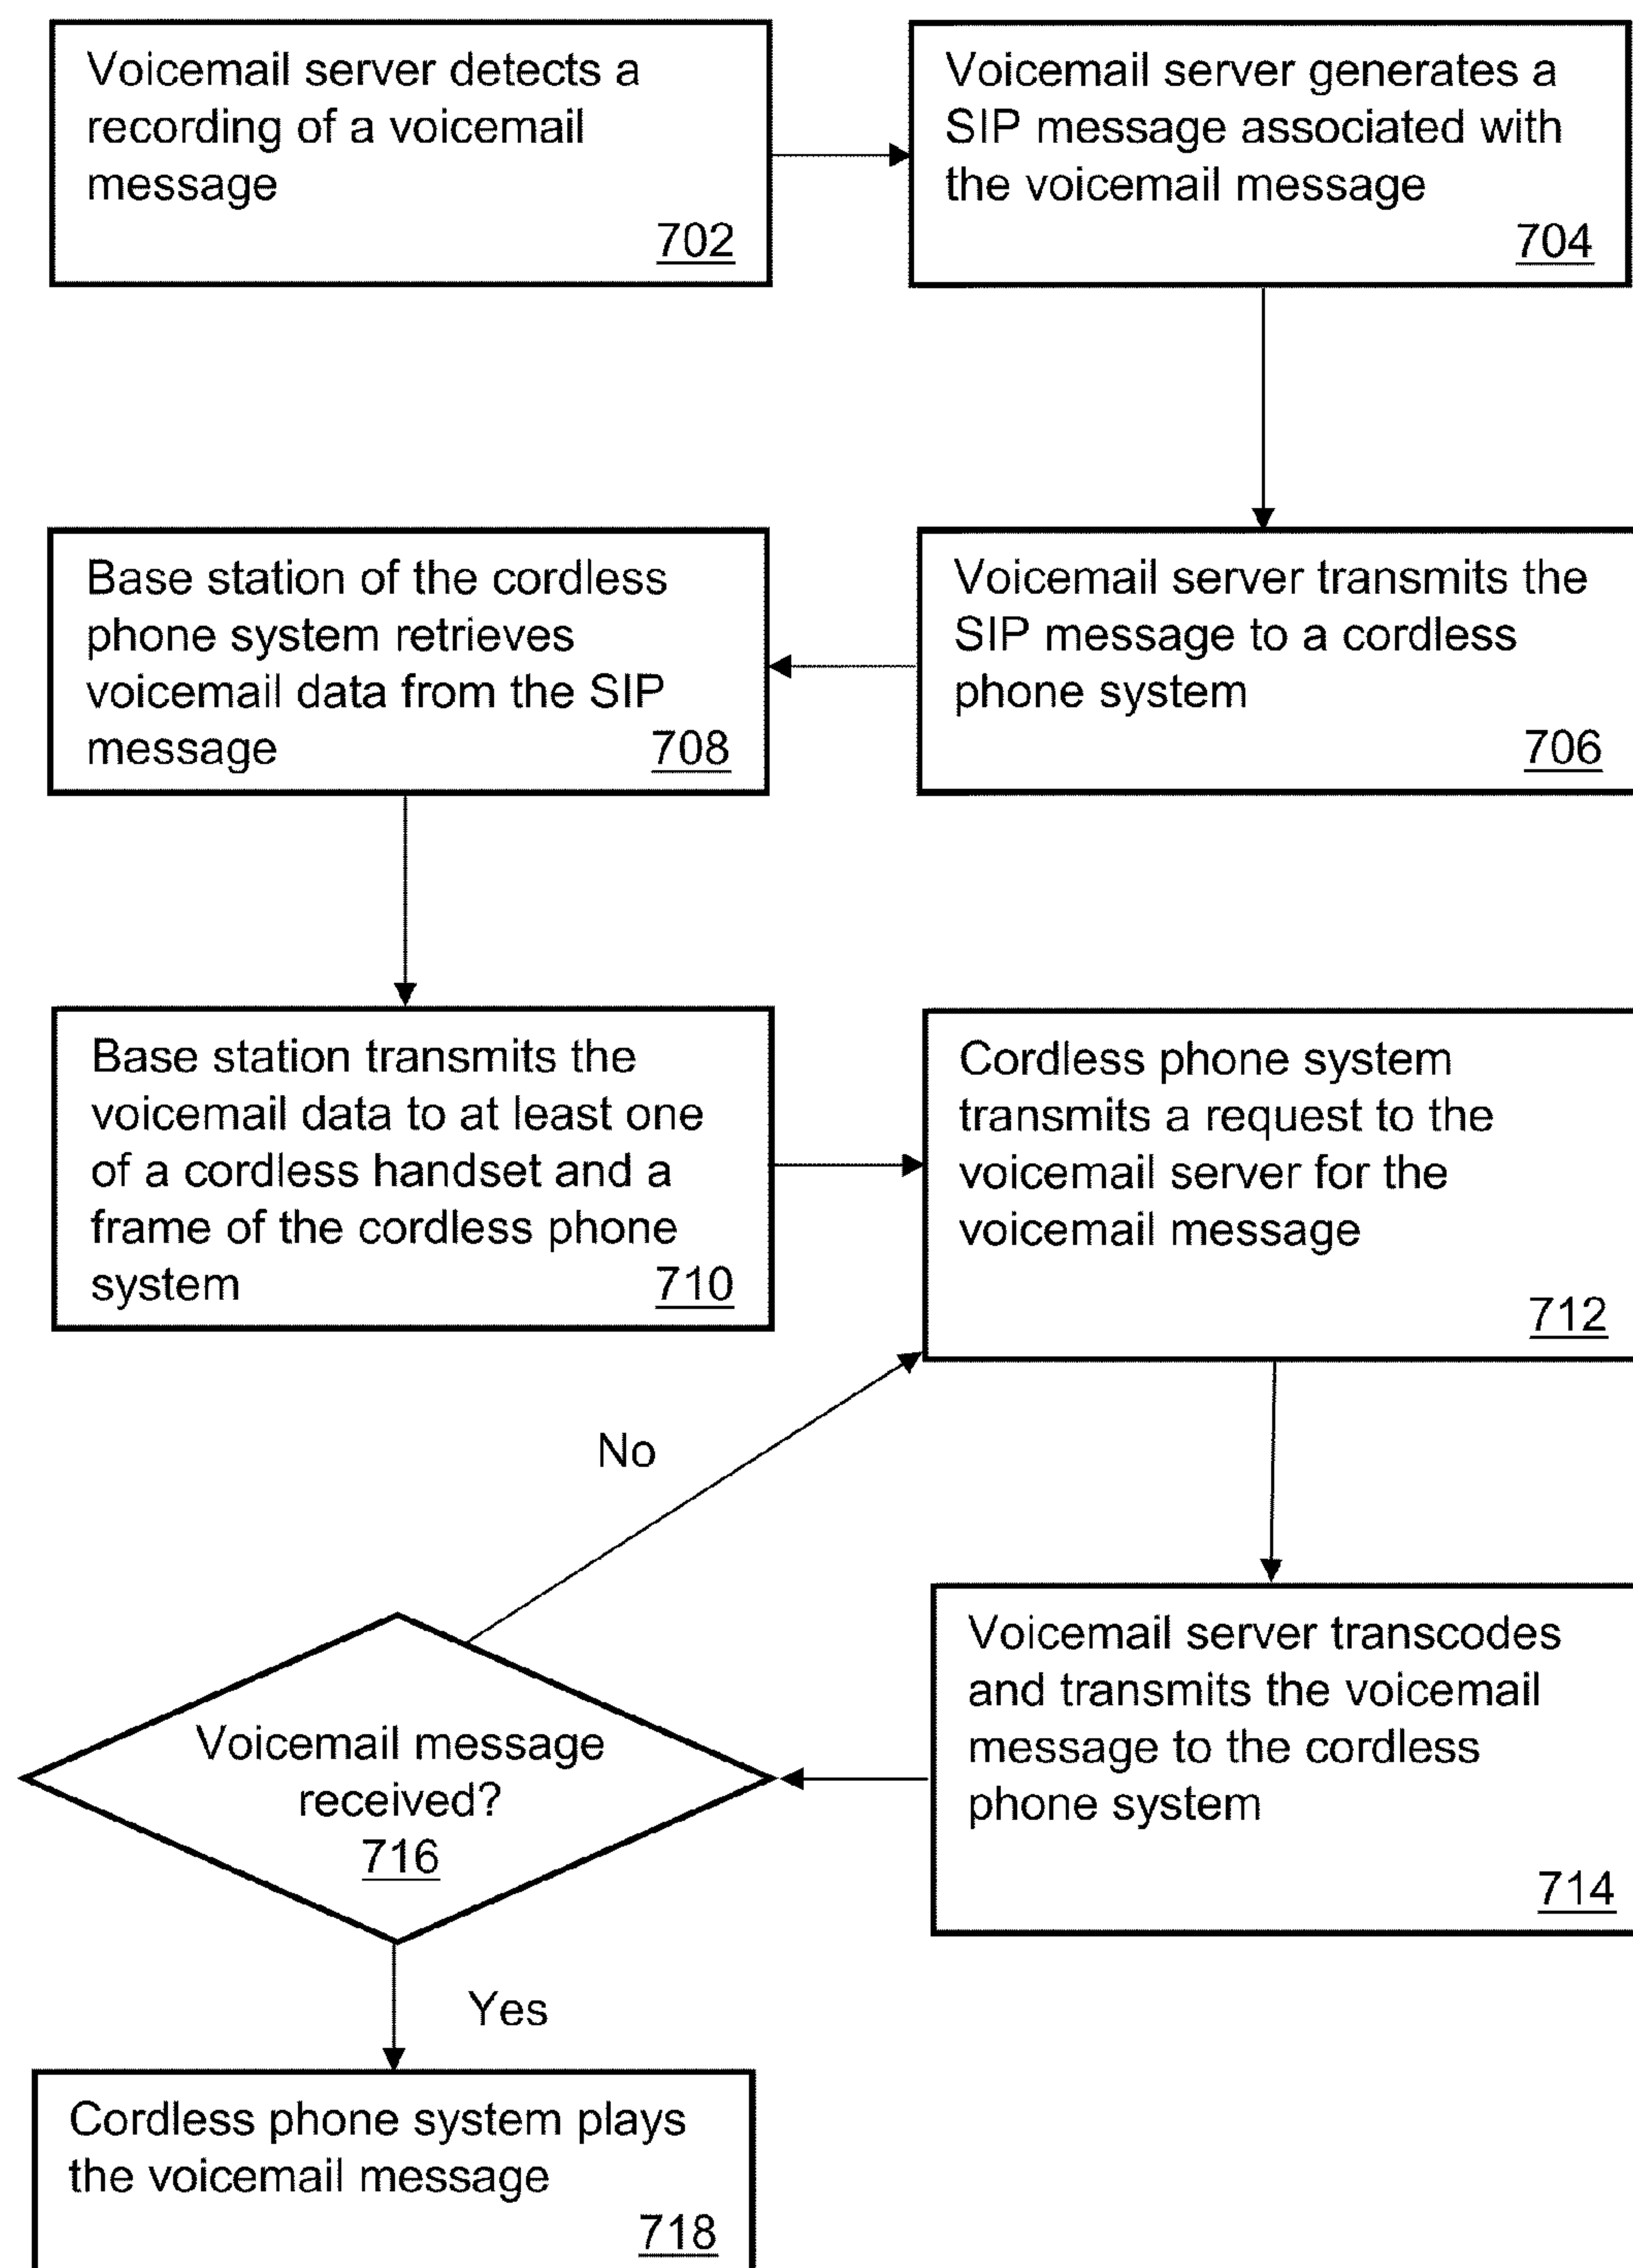 Voicemail server detects a
recording of a voicemail
message
702
Voicemail server generates a
SIP message associated with
the voicemail message
704
Voicemail server transmits the
SIP message to a cordless
phone system
706
Base station of the cordless
phone system retrieves
voicemail data from the SIP
message 708
Base station transmits the
voicemail data to at least one
of a cordless handset and a
frame of the cordless phone
system 710
Cordless phone system
transmits a request to the
voicemail server for the
voicemail message
712
Voicemail server transcodes
and transmits the voicemail
message to the cordless
phone system
714
Voicemail message
received?
716
No
Yes
Cordless phone system plays
the voicemail message
718